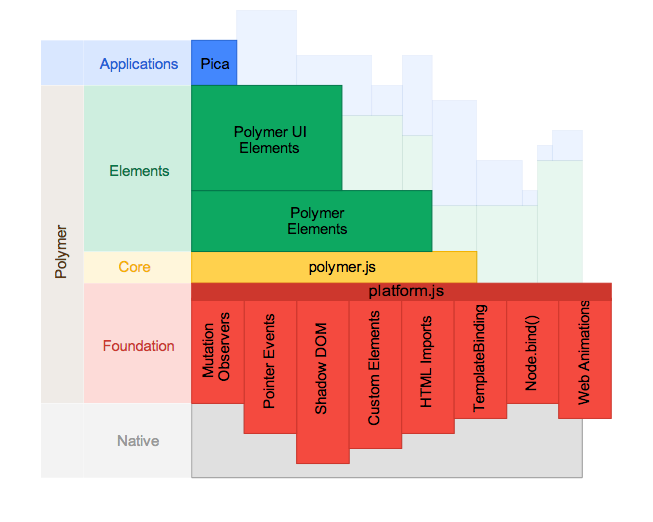 Applications
Pica
Polymer
Elements
Polymer UI
Elements
Polymer
Elements
Core
polymer.js
Foundation
platform.js
Mutation
Observers
Pointer Events
Shadow DOM
Custom Elements
HTML Imports
TemplateBinding
Node.bind()
Web Animations
Native